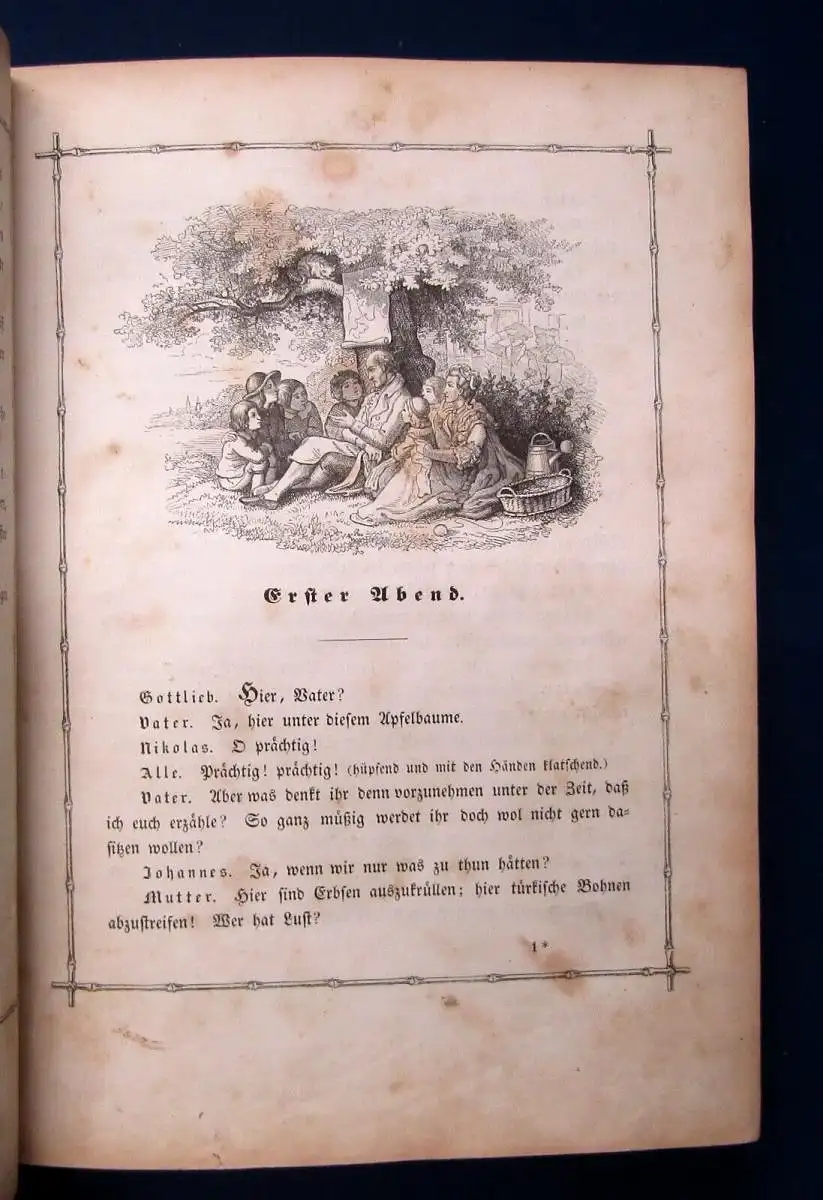 Erster Abend.
Gottlieb. Hier, Vater?
Vater. Ja, hier unter diesem Apfelbaume.
Nikolas. O prächtig!
Alle. Prächtig! prächtig! (hüpfend und mit den Händen klatschend.)
Vater. Aber was denkt ihr denn vorzunehmen unter der Zeit, daß
ich euch erzähle? So ganz müßig werdet ihr doch wol nicht gern da-
sitzen wollen?
Johannes. Ja, wenn wir nur was zu thun hätten?
Mutter. Hier sind Erbsen auszukrüllen; hier türkische Bohnen
abzustreifen! Wer hat Lust?
1*